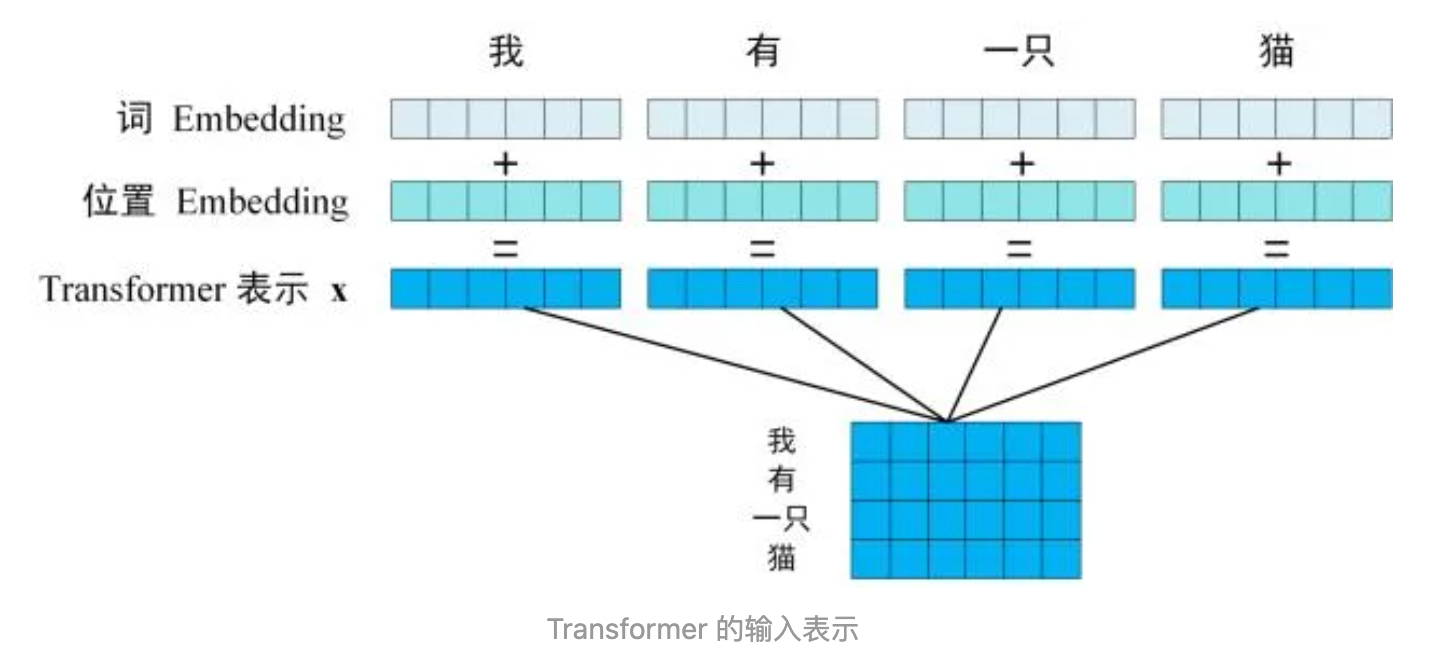 我 有 一只 猫
词 Embedding
+ + + +
位置 Embedding
= = = =
Transformer 表示 x
我
有
一只
猫
Transformer 的输入表示